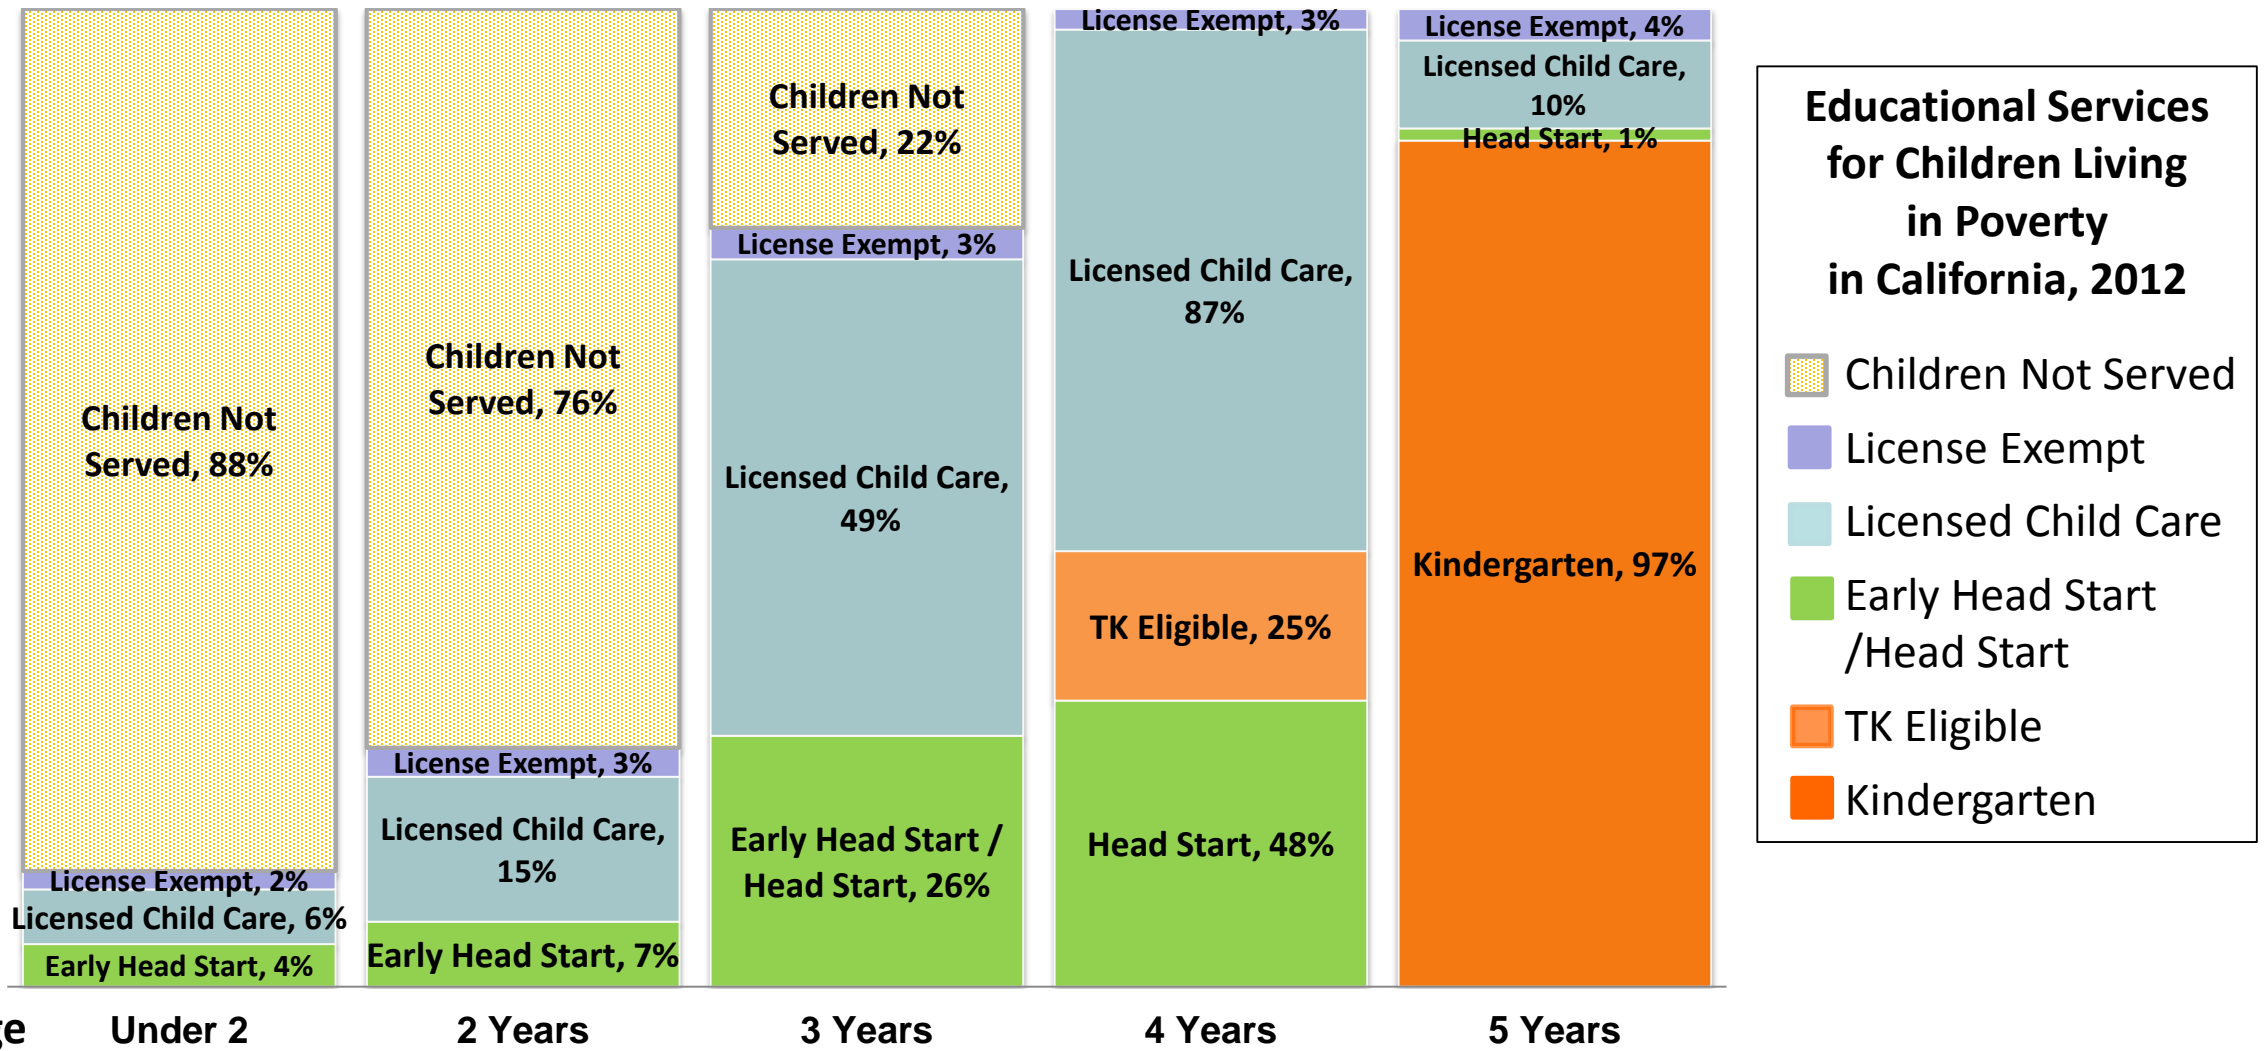 Children Not
Served, 88%
License Exempt, 2%
Licensed Child Care, 6%
Early Head Start, 4%
Children Not
Served, 76%
License Exempt, 3%
Licensed Child Care,
15%
Early Head Start, 7%
Children Not
Served, 22%
License Exempt, 3%
Licensed Child Care,
49%
Early Head Start /
Head Start, 26%
License Exempt, 3%
Licensed Child Care,
87%
TK Eligible, 25%
Head Start, 48%
License Exempt, 4%
Licensed Child Care,
10%
Head Start, 1%
Kindergarten, 97%
ge Under 2 2 Years 3 Years 4 Years 5 Years
Educational Services
for Children Living
in Poverty
in California, 2012
Children Not Served
License Exempt
Licensed Child Care
Early Head Start
/Head Start
TK Eligible
Kindergarten